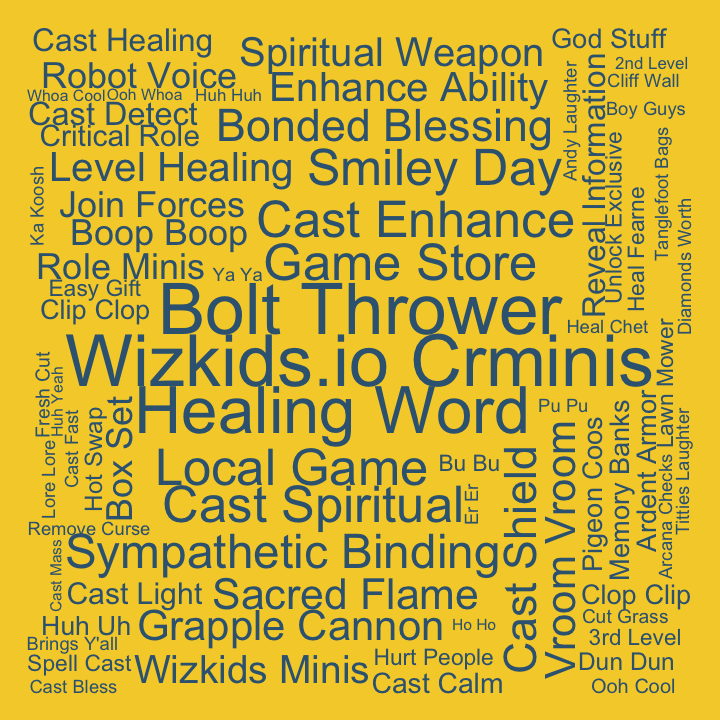 Cast Healing
Spiritual Weapon
God Stuff
Robot Voice
2nd Level
Enhance Ability
Cliff Wall
Whoa Cool
Ooh Whoa
Huh Huh
Cast Detect
Boy Guys
Critical Role
Bonded Blessing
Andy Laughter
Reveal Information
Level Healing
Smiley Day
Unlock Exclusive
Tanglefoot Bags
Ka Koosh
Join Forces
Boop Boop
Cast Enhance
Heal Fearne
Diamonds Worth
Role Minis
Ya Ya
Game Store
Easy Gift
Clip Clop
Bolt Thrower
Heal Chet
Wizkids.io Crminis
Lawn Mower
Fresh Cut
Huh Yeah
Healing Word
Pu Pu
Cast Fast
Hot Swap
Box Set
Lore Lore
Local Game
Bu Bu
Pigeon Coos
Memory Banks
Ardent Armor
Arcana Checks
Titties Laughter
Cast Spiritual
Er Er
Cast Shield
Vroom Vroom
Remove Curse
Sympathetic Binding
Cast Mass
Cast Light
Sacred Flame
Clop Clip
Huh Uh
Grapple Cannon
Ho Ho
Cut Grass
3rd Level
Brings Y'all
Spell Cast
Wizkids Minis
Hurt People
Dun Dun
Cast Bless
Cast Calm
Ooh Cool